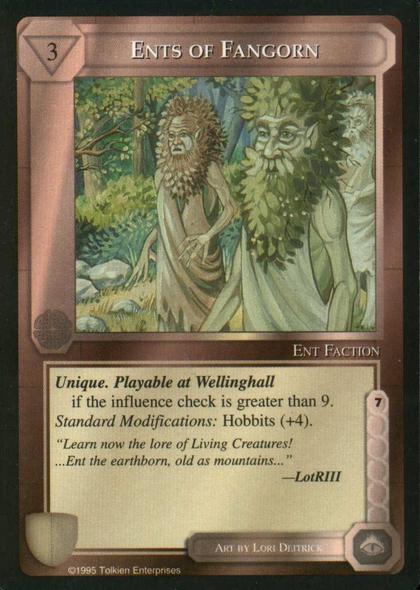 3
ENTS OF FANGORN
ENT FACTION
Unique. Playable at Wellinghall
if the influence check is greater than 9.
Standard Modifications: Hobbits (+4).
“Learn now the lore of Living Creatures!
...Ent the earthborn, old as mountains...”
—LotRIII
7
ART BY LORI DEITRICK
©1995 Tolkien Enterprises